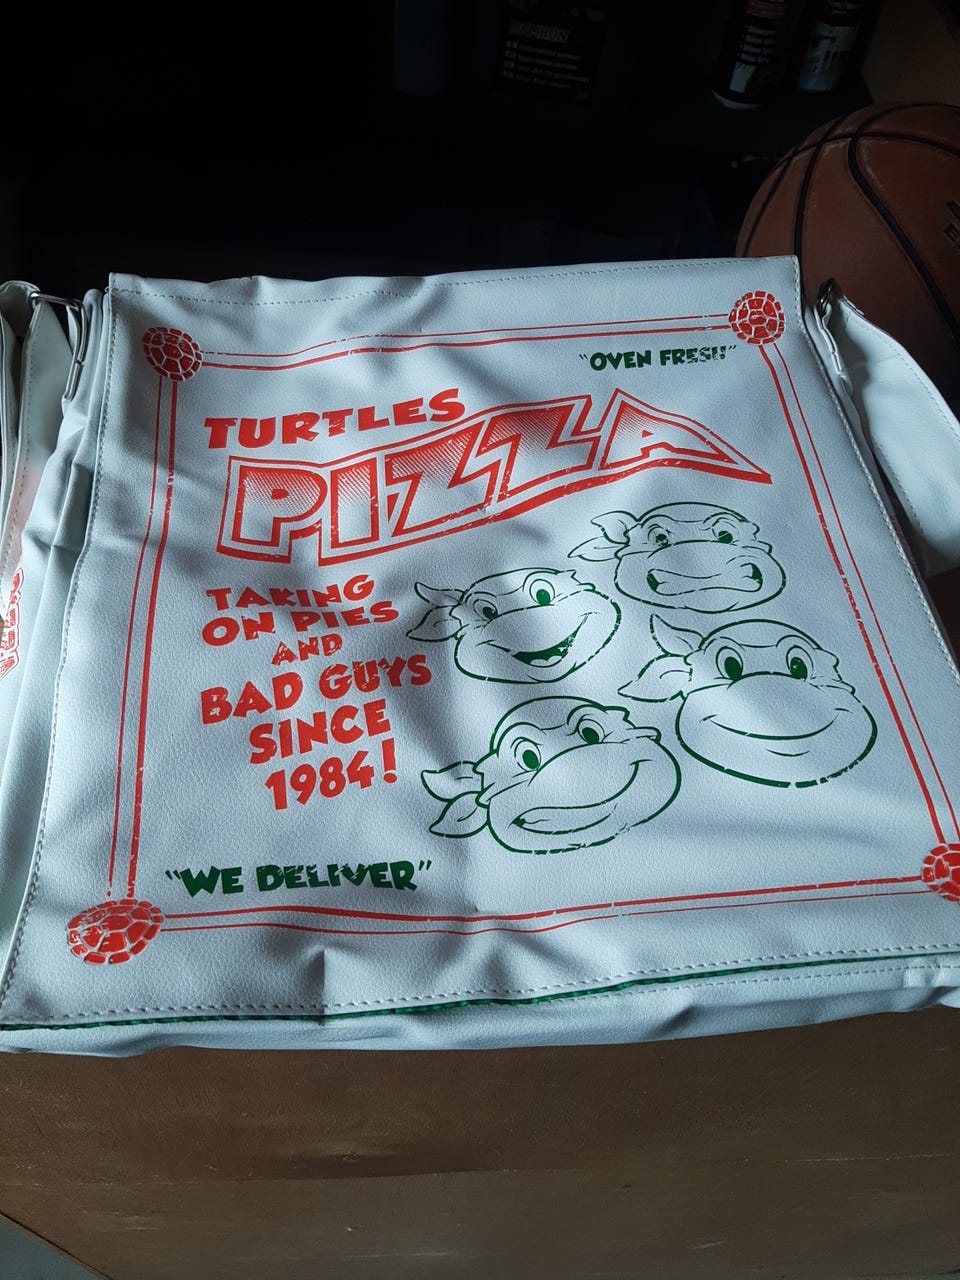 "OVEN FRESH"
TURTLES
PIZZA
TAKING
ON PIES
AND
BAD GUYS
SINCE
1984!
"WE DELIVER"